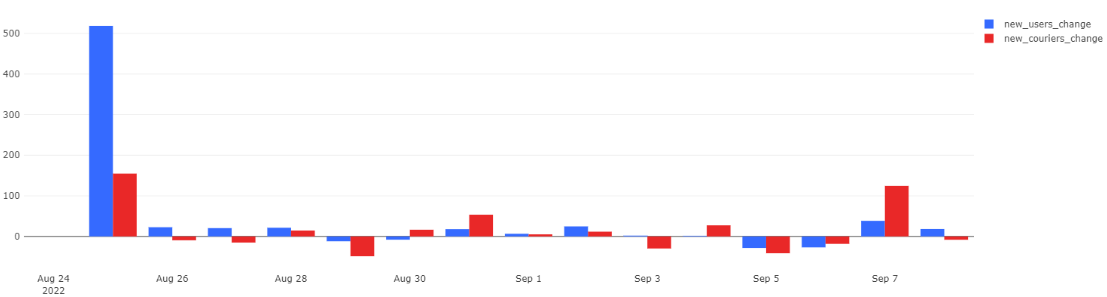 500
400
300
200
100
0
Aug 24
2022
Aug 26
Aug 28
Aug 30
Sep 1
Sep 3
Sep 5
Sep 7
new_users_change
new_couriers_change